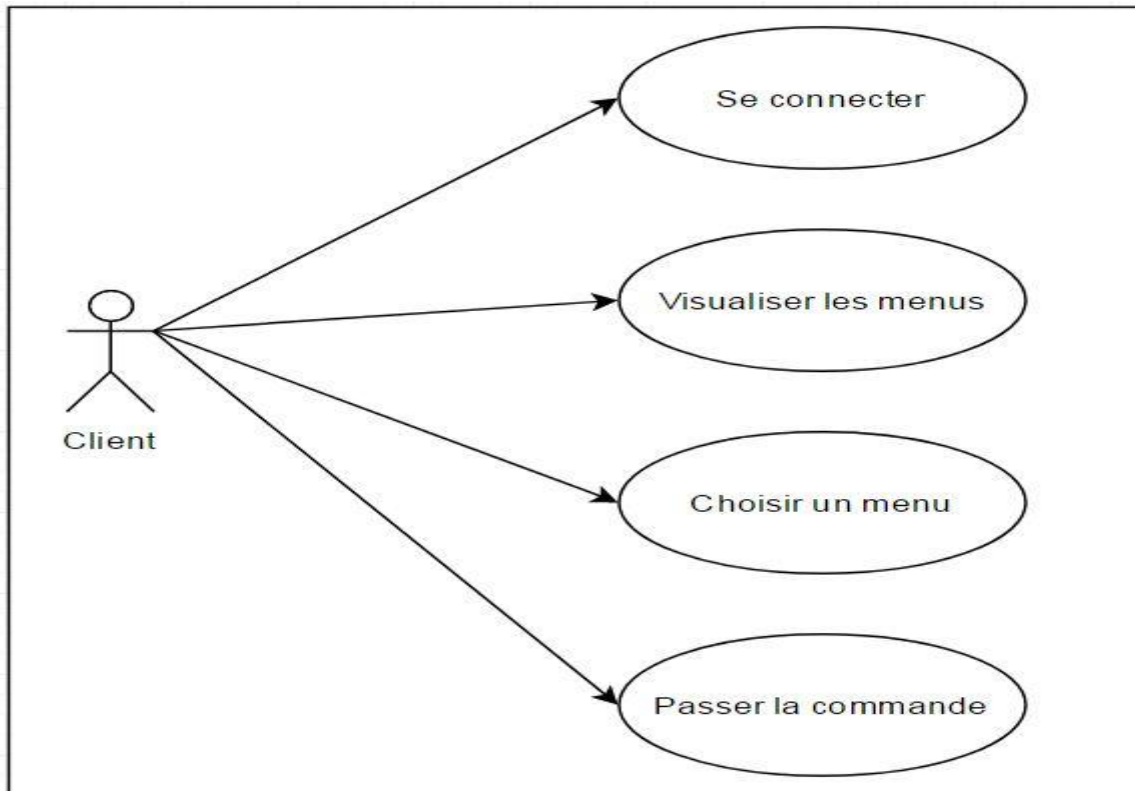 Se connecter
Visualiser les menus
Client
Choisir un menu
Passer la commande